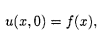 u(x, 0) = f(x),